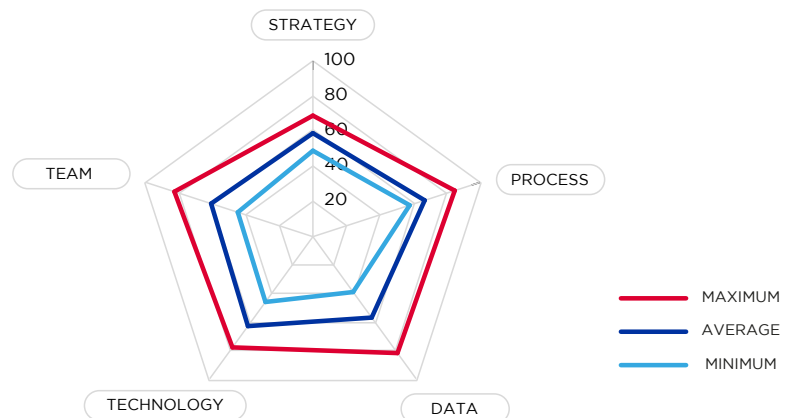 STRATEGY
100
80
60
40
20
TEAM
PROCESS
TECHNOLOGY
DATA
MAXIMUM
AVERAGE
MINIMUM